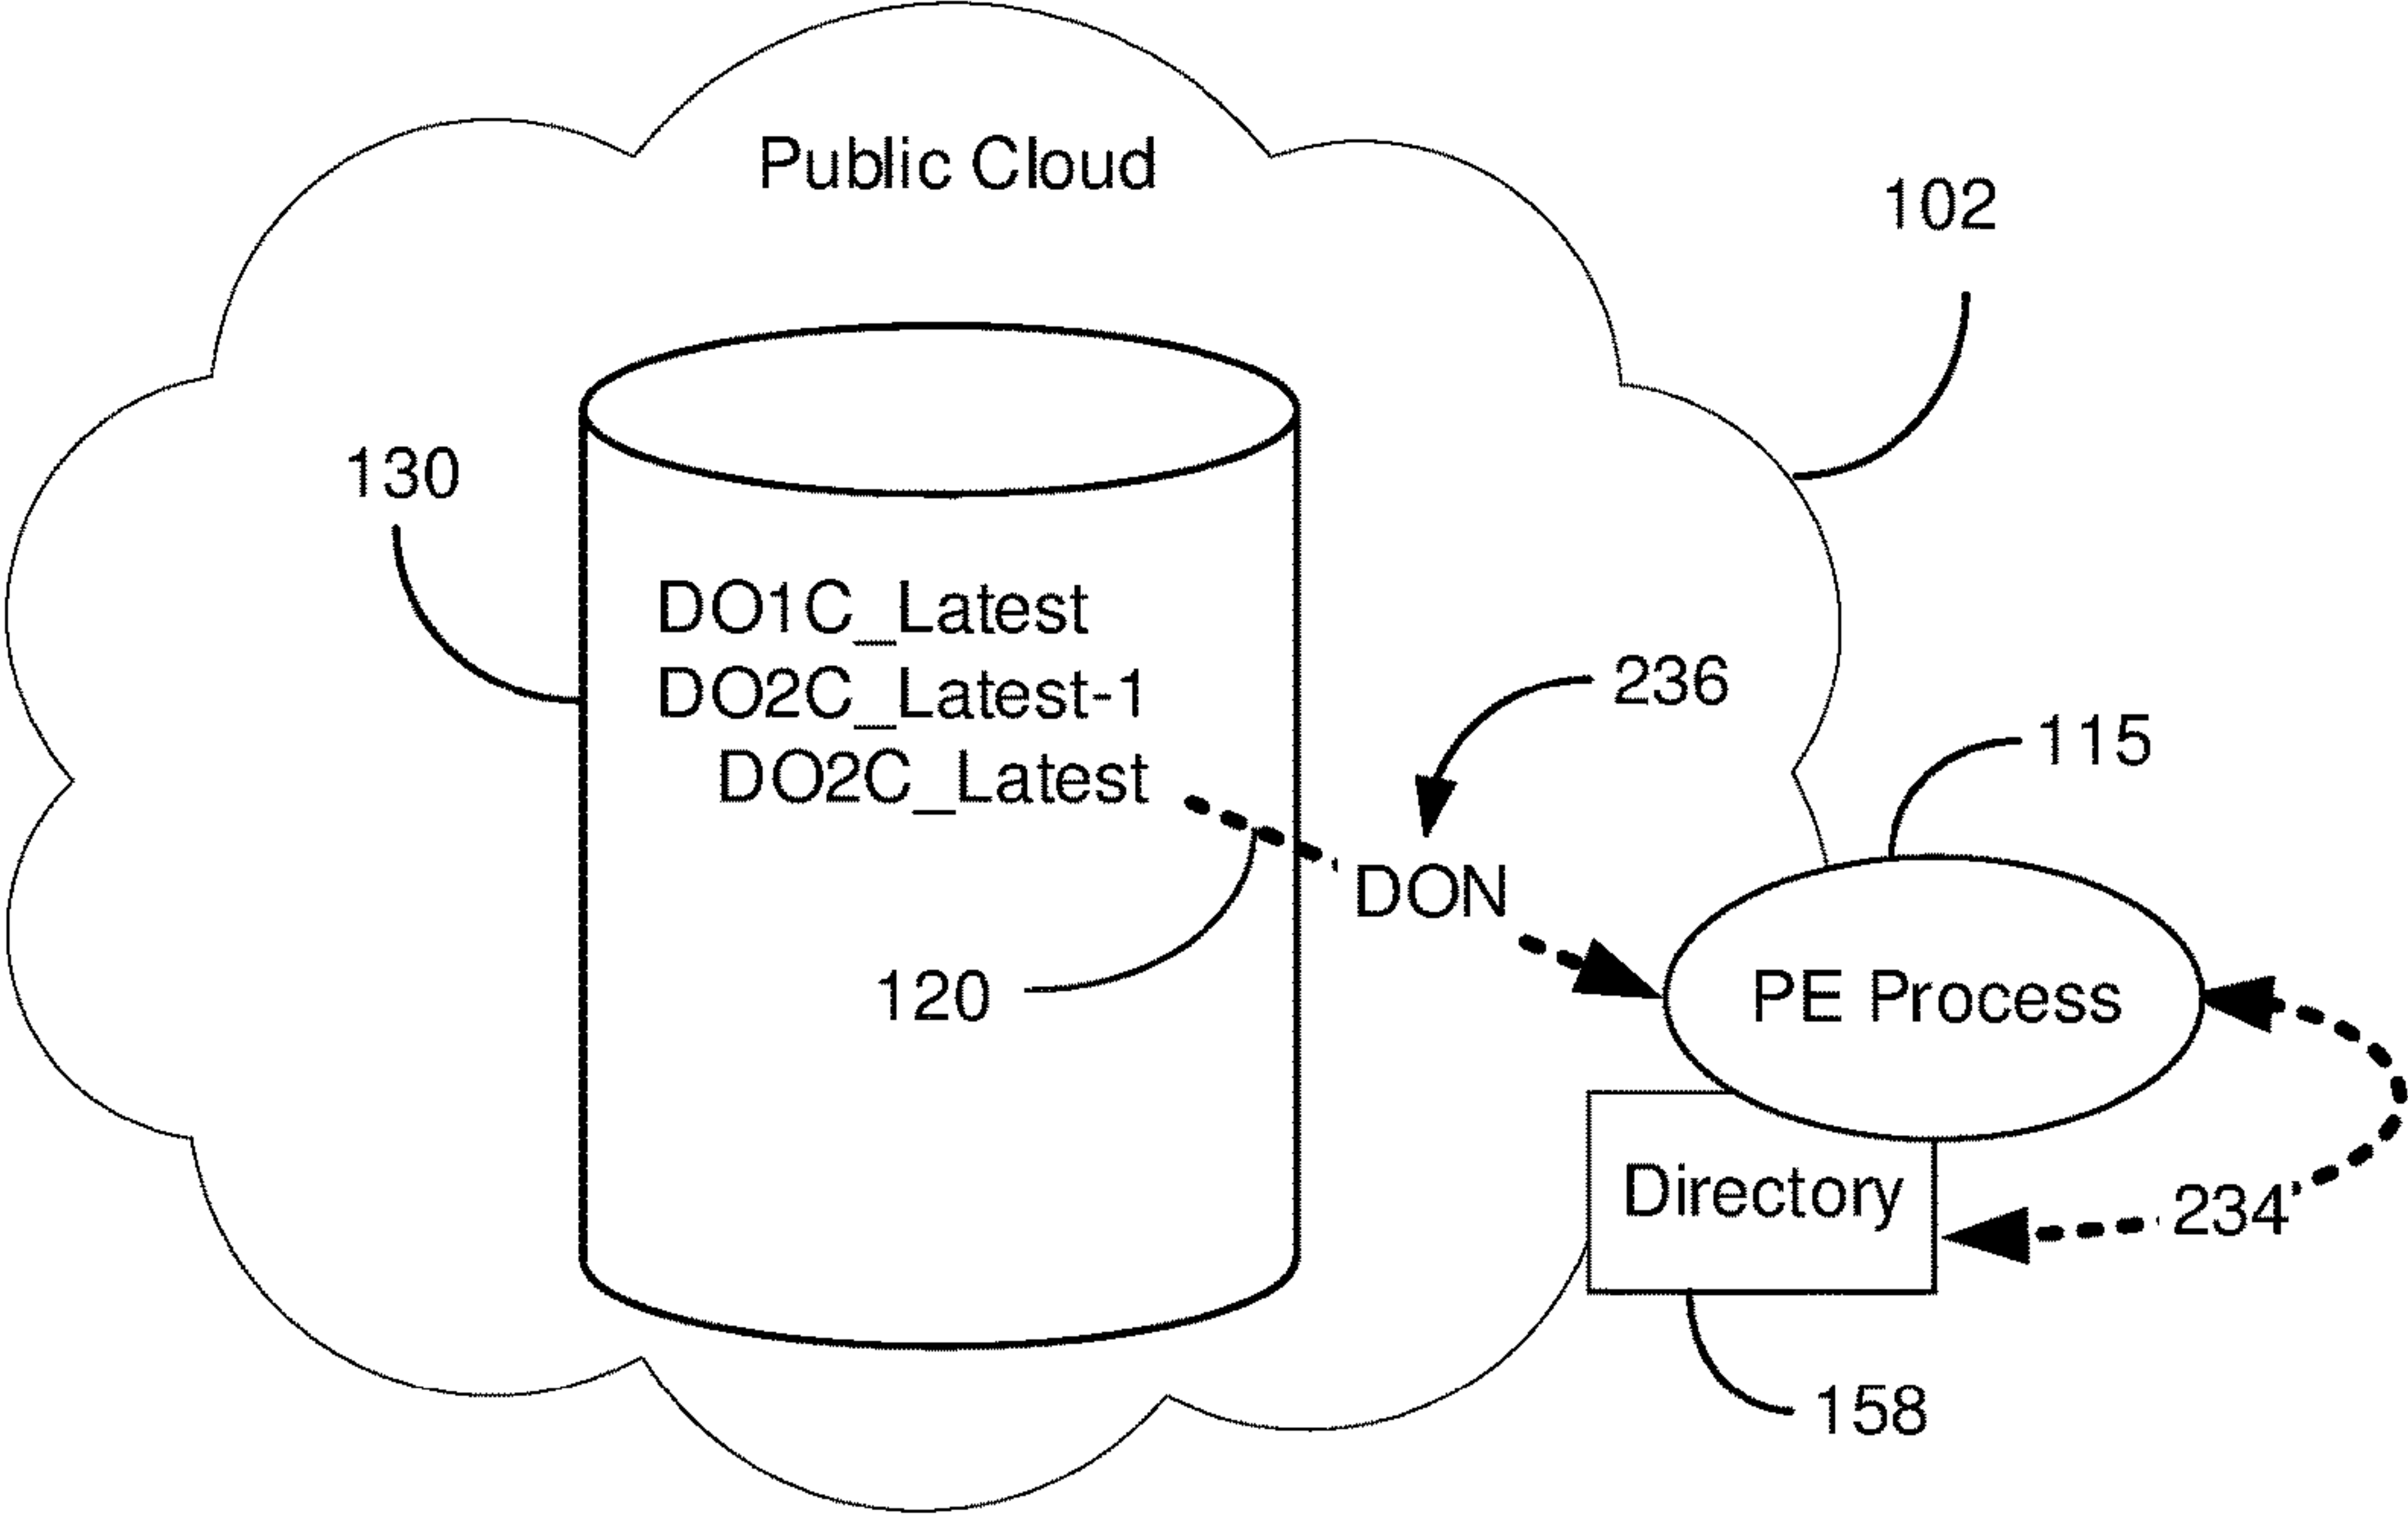 Public Cloud
102
130
DO1C_Latest
DO2C_Latest-1
DO2C_Latest
236
115
DON
120
PE Process
Directory
234
158